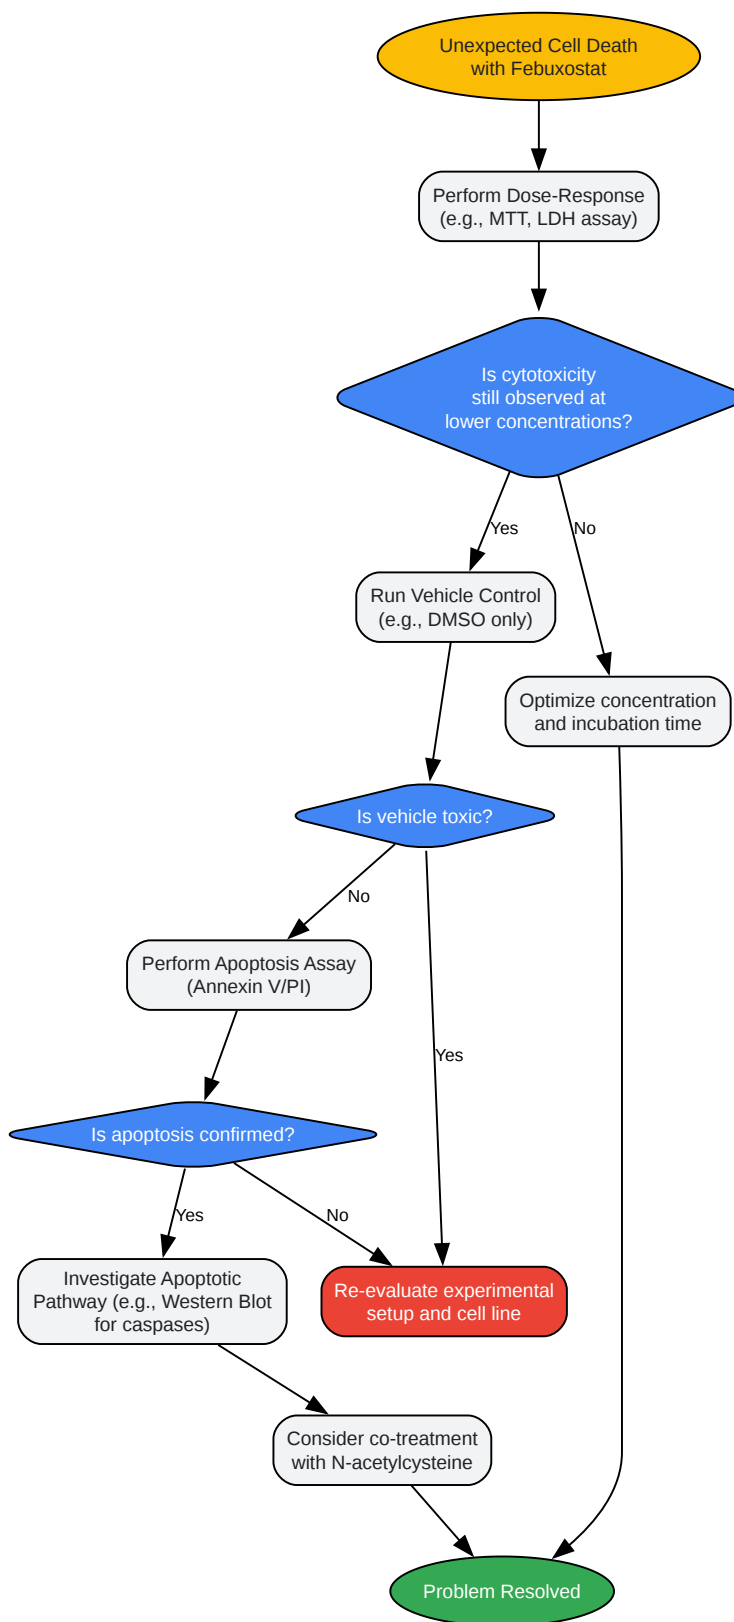 Unexpected Cell Death
with Febuxostat
Perform Dose-Response
(e.g., MTT, LDH assay)
Is cytotoxicity
still observed at
lower concentrations?
Yes
No
Run Vehicle Control
(e.g., DMSO only)
Optimize concentration
and incubation time
Is vehicle toxic?
No
Yes
Perform Apoptosis Assay
(Annexin V/PI)
Is apoptosis confirmed?
Yes
No
Investigate Apoptotic
Pathway (e.g., Western Blot
for caspases)
Re-evaluate experimental
setup and cell line
Consider co-treatment
with N-acetylcysteine
Problem Resolved